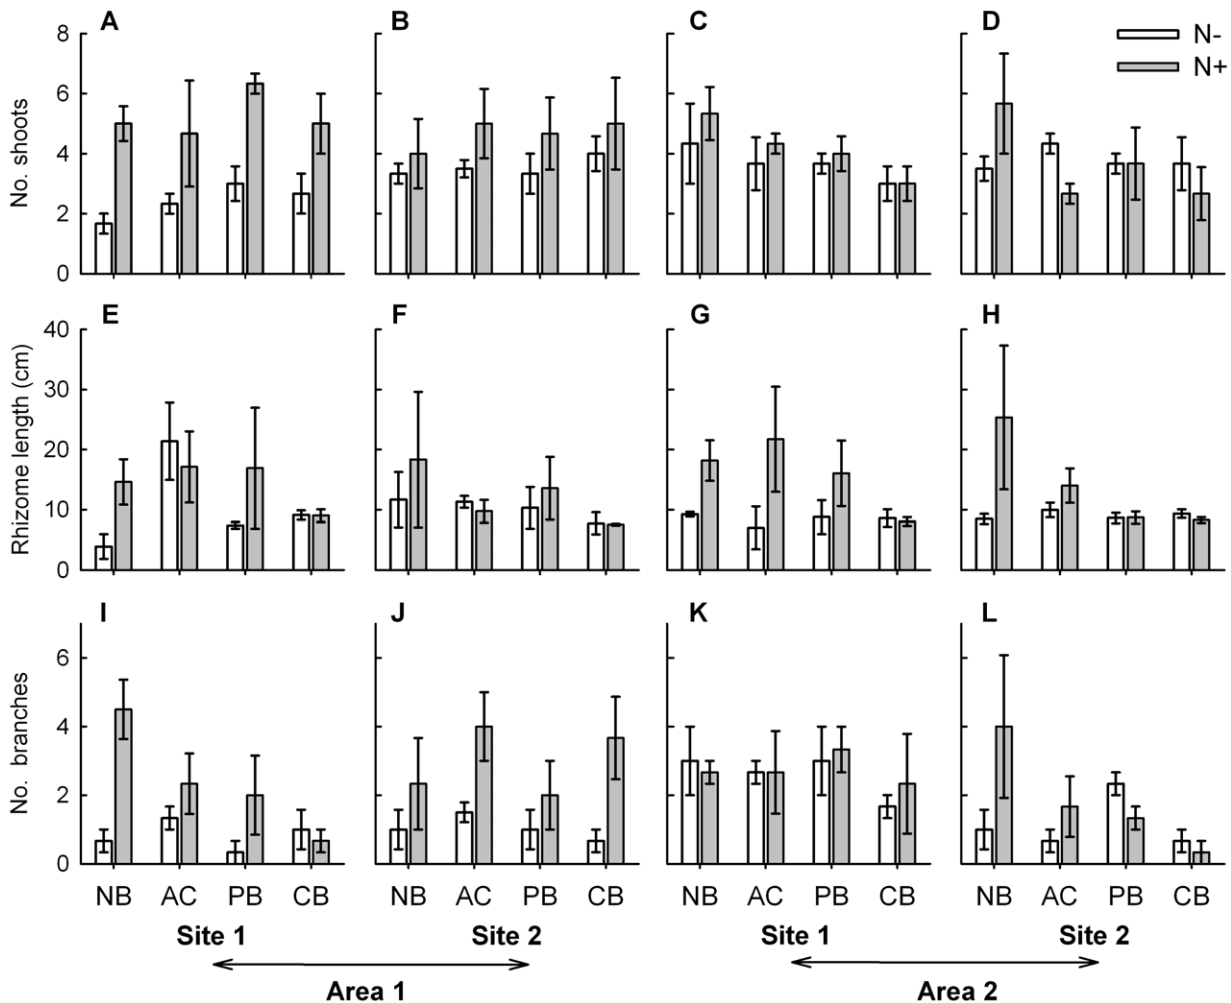 A B C D
N-
N+
No. shoots
8
6
4
2
0
E F G H
Rhizome length (cm)
40
30
20
10
0
I J K L
No. branches
6
4
2
0
NB AC PB CB NB AC PB CB NB AC PB CB NB AC PB CB
Site 1 Site 2 Site 1 Site 2
Area 1 Area 2